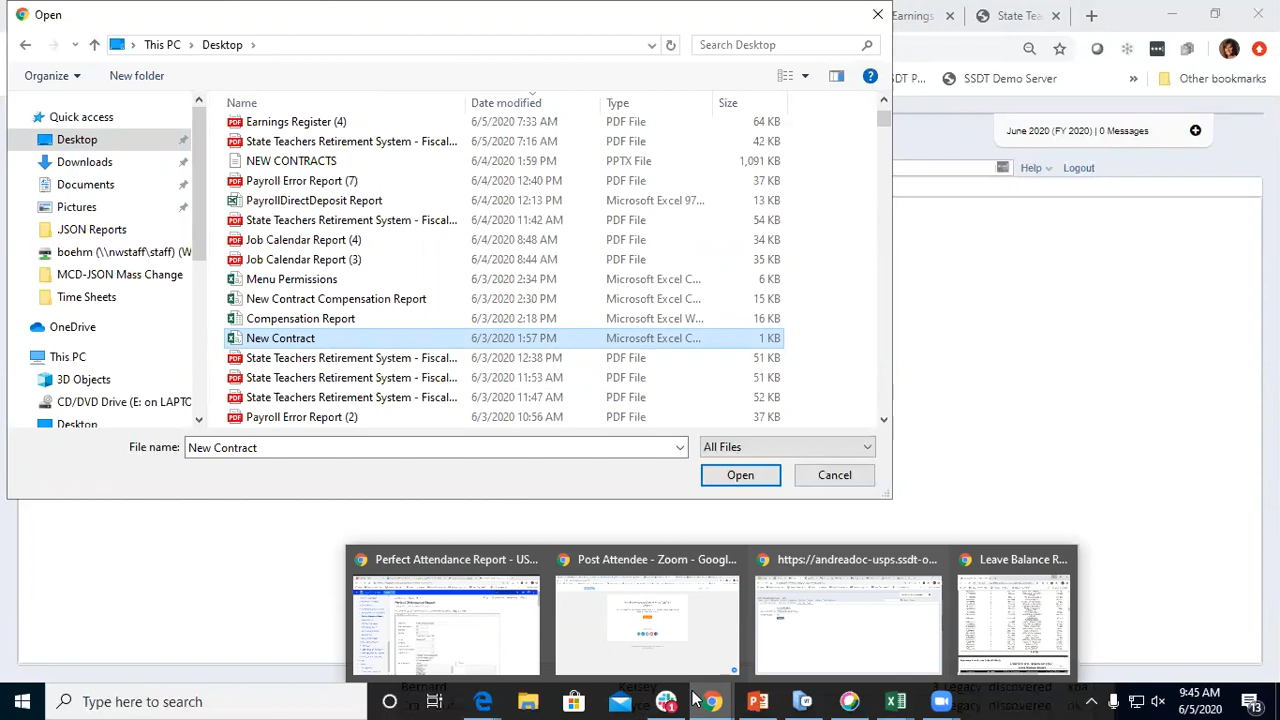 Open
Earnings
State Tea
This PC
Desktop
Search Desktop
Organize
New folder
SSDT P...
SSDT Demo Server
Other bookmarks
Name
Date modified
Type
Size
Quick access
Desktop
Downloads
Documents
Pictures
.JSON Reports
boehm (\\nwstaff\staff) (W
MCD-JSON Mass Change
Time Sheets
OneDrive
This PC
3D Objects
CD/DVD Drive (E: on LAPTO
Desktop
Earnings Register (4) 6/5/2020 7:33 AM PDF File 64 KB
State Teachers Retirement System - Fiscal... 6/5/2020 7:16 AM PDF File 42 KB
NEW CONTRACTS 6/4/2020 1:59 PM PPTX File 1,091 KB
Payroll Error Report (7) 6/4/2020 12:40 PM PDF File 37 KB
PayrollDirectDeposit Report 6/4/2020 12:13 PM Microsoft Excel 97... 13 KB
State Teachers Retirement System - Fiscal... 6/4/2020 11:42 AM PDF File 54 KB
Job Calendar Report (4) 6/4/2020 8:48 AM PDF File 34 KB
Job Calendar Report (3) 6/4/2020 8:44 AM PDF File 35 KB
Menu Permissions 6/3/2020 2:34 PM Microsoft Excel C... 6 KB
New Contract Compensation Report 6/3/2020 2:30 PM Microsoft Excel C... 15 KB
Compensation Report 6/3/2020 2:18 PM Microsoft Excel W... 16 KB
New Contract 6/3/2020 1:57 PM Microsoft Excel C... 1 KB
State Teachers Retirement System - Fiscal... 6/3/2020 12:38 PM PDF File 51 KB
State Teachers Retirement System - Fiscal... 6/3/2020 11:53 AM PDF File 51 KB
State Teachers Retirement System - Fiscal... 6/3/2020 11:47 AM PDF File 52 KB
Payroll Error Report (2) 6/3/2020 10:56 AM PDF File 37 KB
June 2020 (FY 2020) | 0 Messages
Help
Logout
File name:
New Contract
All Files
Open
Cancel
Perfect Attendance Report - US...
Post Attendee - Zoom - Googl...
https://andreadoc-usps.ssdt-o...
Leave Balance R...
Bernard
Kelsey
3 Legacy discovered
Type here to search
9:45 AM
6/5/2020
13